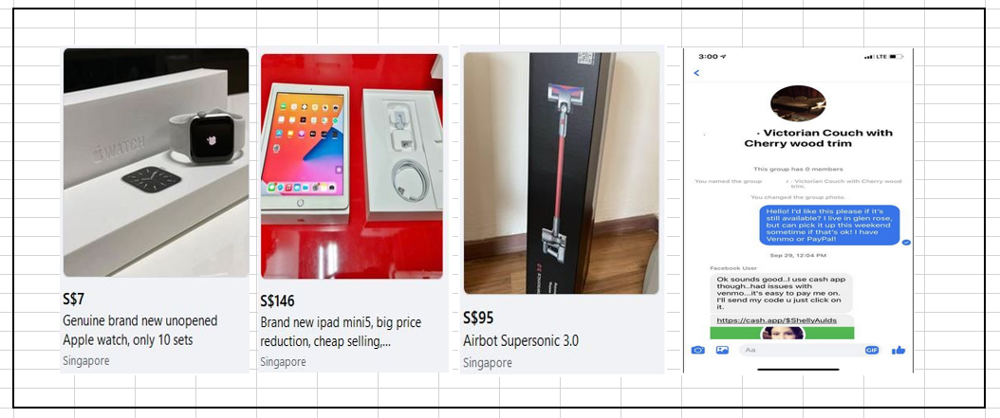 WATCH
S$7
Genuine brand new unopened
Apple watch, only 10 sets
Singapore
S$146
Brand new ipad mini5, big price
reduction, cheap selling,...
Singapore
S$95
Airbot Supersonic 3.0
Singapore
3:00
LTE
· Victorian Couch with
Cherry wood trim
This group has 0 members
You named the group r - Victorian Couch with Cherry wood
trim.
You changed the group photo.
Hello! I'd like this please if it's
still available? I live in glen rose,
but can pick it up this weekend
sometime if that's ok! I have
Venmo or PayPal!
Sep 29, 12:04 PM
Facebook User
Ok sounds good..I use cash app
though..had issues with
venmo...it's easy to pay me on.
I'll send my code u just click on
it.
https://cash.app/$ShellyAulds
Aa
GIF